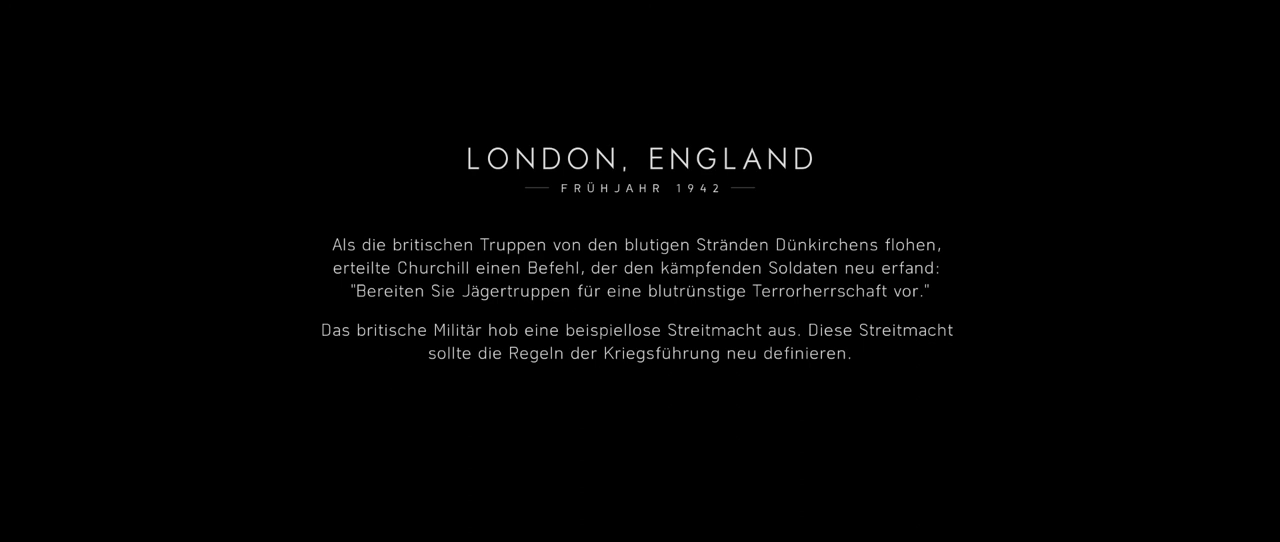 LONDON, ENGLAND
FRÜHJAHR 1942
Als die britischen Truppen von den blutigen Stränden Dünkirchens flohen,
erteilte Churchill einen Befehl, der den kämpfenden Soldaten neu erfand:
"Bereiten Sie Jägertruppen für eine blutrünstige Terrorherrschaft vor."
Das britische Militär hob eine beispiellose Streitmacht aus. Diese Streitmacht
sollte die Regeln der Kriegsführung neu definieren.